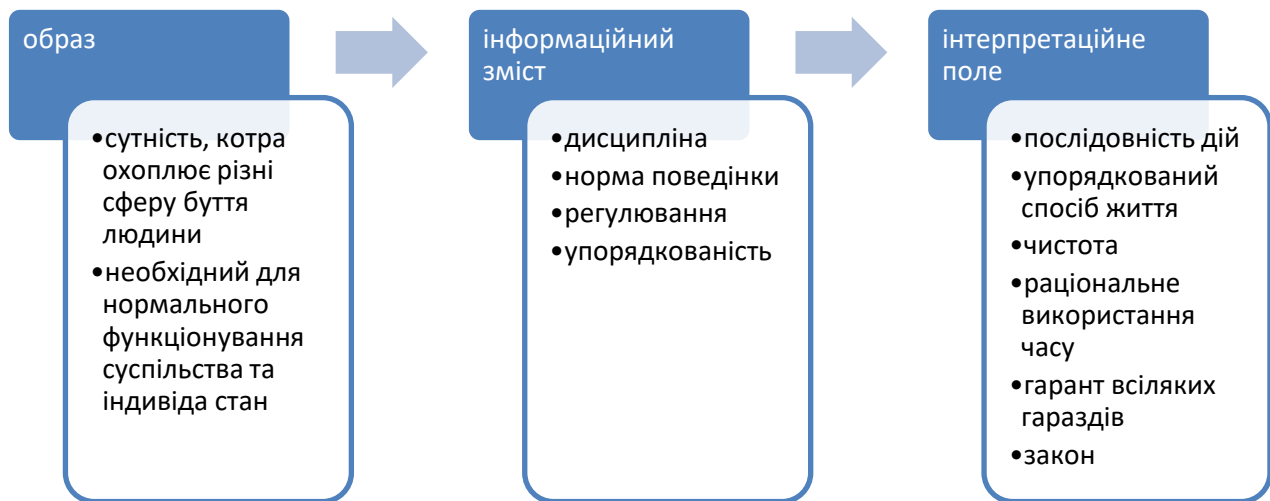 образ
•сутність, котра
охоплює різні
сферу буття
людини
•необхідний для
нормального
функціонування
суспільства та
індивіда стан
інформаційний
зміст
•дисципліна
•норма поведінки
•регулювання
•упорядкованість
інтерпретаційне
поле
•послідовність дій
•упорядкований
спосіб життя
•чистота
•раціональне
використання
часу
•гарант всіляких
гараздів
•закон